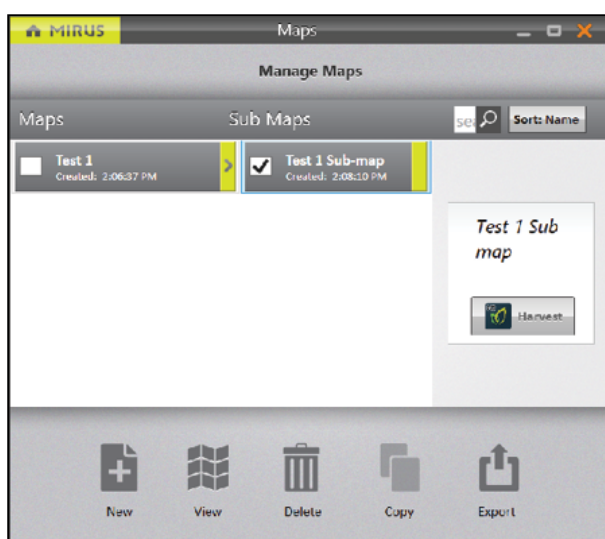 MIRUS
Maps
Manage Maps
Maps
Sub Maps
Sort: Name
Test 1
Created: 2:06:37 PM
Test 1 Sub-map
Created: 2:08:10 PM
Test 1 Sub
map
Harvest
New
View
Delete
Copy
Export